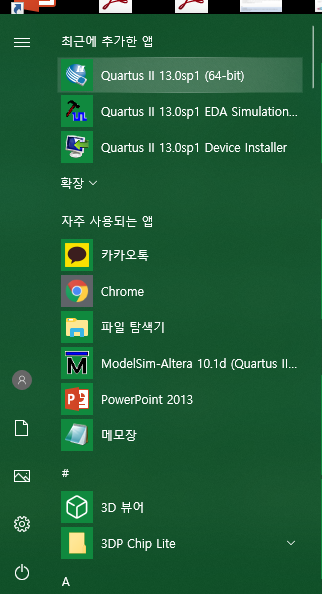 최근에 추가한 앱
Quartus II 13.0sp1 (64-bit)
Quartus II 13.0sp1 EDA Simulation...
Quartus II 13.0sp1 Device Installer
확장
자주 사용되는 앱
카카오톡
Chrome
파일 탐색기
ModelSim-Altera 10.1d (Quartus II...
PowerPoint 2013
메모장
#
3D 뷰어
3DP Chip Lite
A